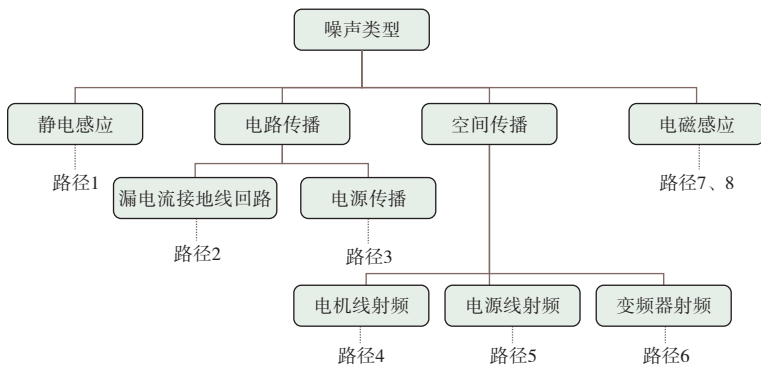 噪声类型
静电感应
电路传播
空间传播
电磁感应
路径1
漏电流接地线回路
电源传播
路径7、8
路径2
路径3
电机线射频
电源线射频
变频器射频
路径4
路径5
路径6